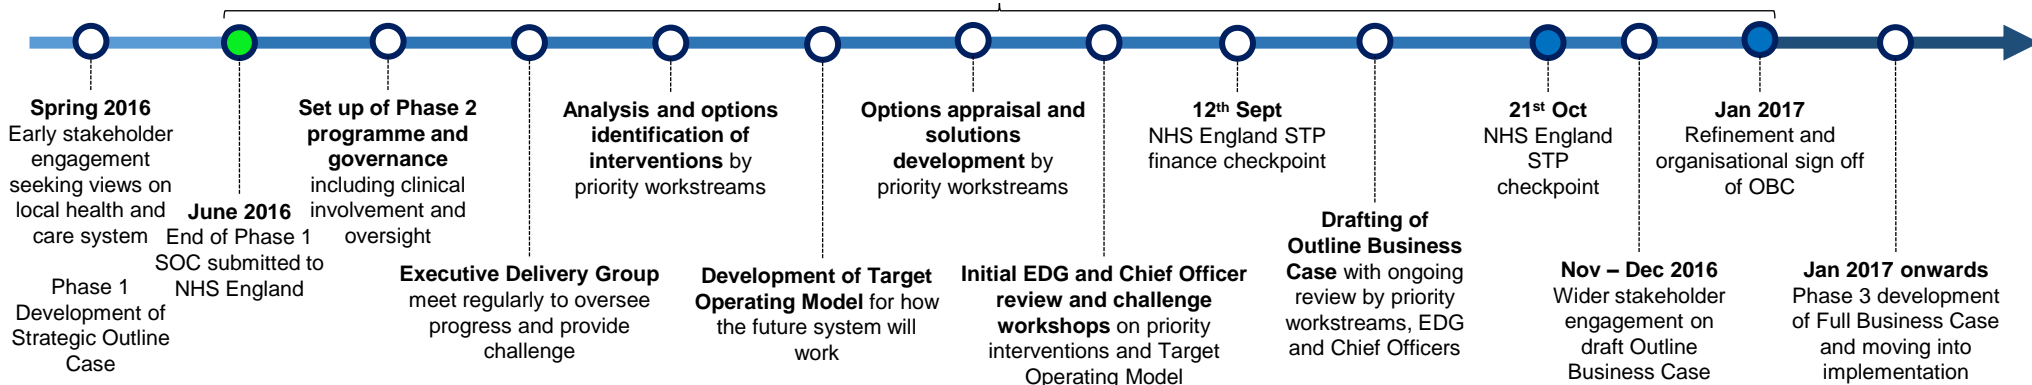 Spring 2016
Early stakeholder
engagement
seeking views on
local health and
care system
Phase 1
Development of
Strategic Outline
Case
June 2016
End of Phase 1
SOC submitted to
NHS England
Set up of Phase 2
programme and
governance
including clinical
involvement and
oversight
Executive Delivery Group
meet regularly to oversee
progress and provide
challenge
Analysis and options
identification of
interventions by
priority workstreams
Development of Target
Operating Model for how
the future system will
work
Options appraisal and
solutions
development by
priority workstreams
Initial EDG and Chief Officer
review and challenge
workshops on priority
interventions and Target
Operating Model
12th Sept
NHS England STP
finance checkpoint
Drafting of
Outline Business
Case with ongoing
review by priority
workstreams, EDG
and Chief Officers
21st Oct
NHS England
STP
checkpoint
Nov – Dec 2016
Wider stakeholder
engagement on
draft Outline
Business Case
Jan 2017
Refinement and
organisational sign off
of OBC
Jan 2017 onwards
Phase 3 development
of Full Business Case
and moving into
implementation